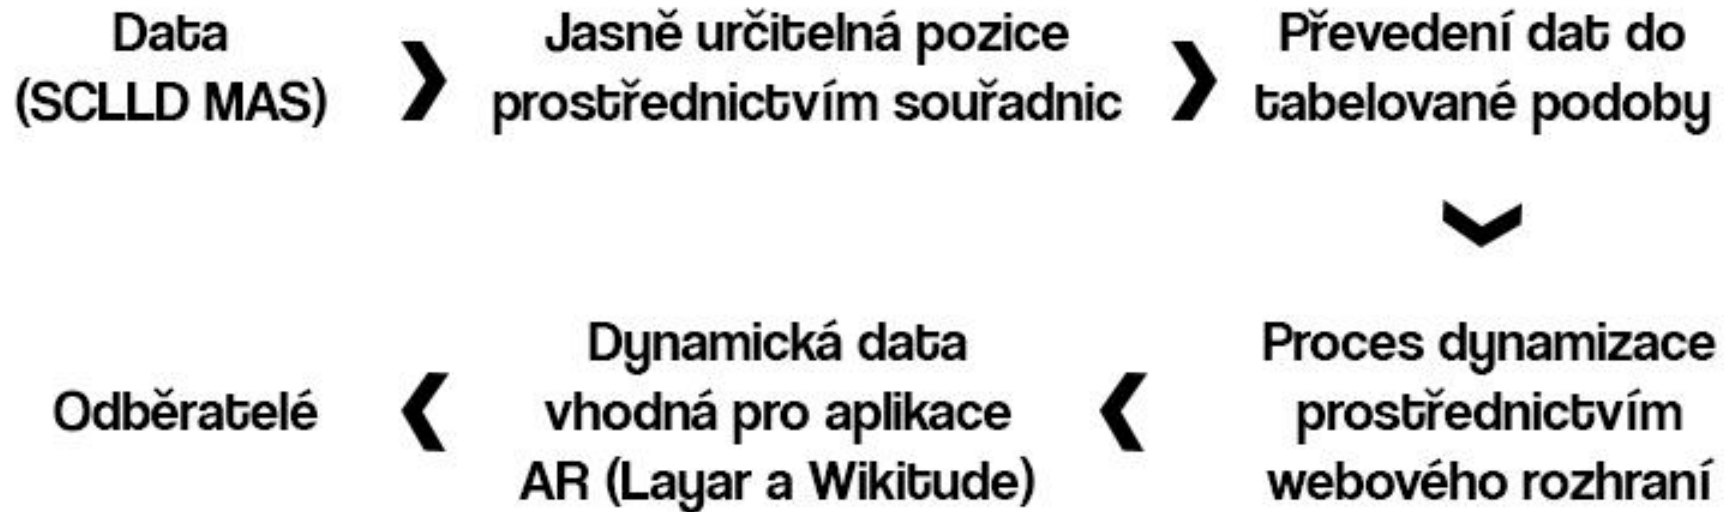 Data
(SCLLD MAS)
Jasně určitelná pozice
prostřednictvím souřadnic
Převedení dat do
tabelované podoby
Proces dynamizace
prostřednictvím
webového rozhraní
Dynamická data
vhodná pro aplikace
AR (Layar a Wikitude)
Odběratelé